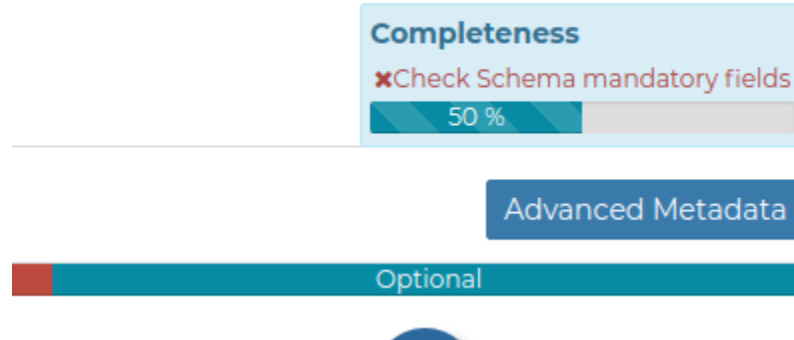 Completeness
✖Check Schema mandatory fields
50 %
Advanced Metadata
Optional